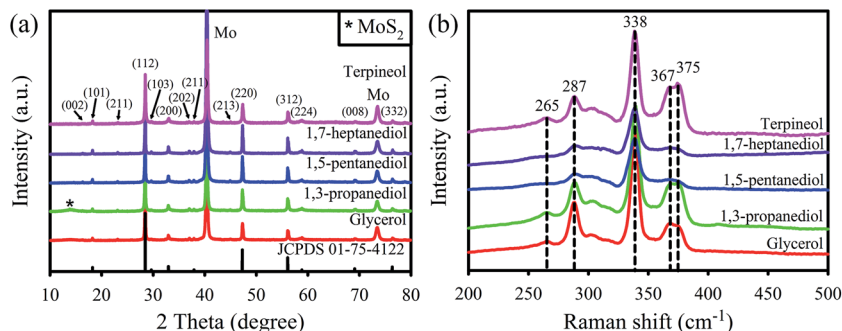 (a)
* MoS2
Mo
(112)
(101)
(002)
(211)
(103)
(200)
(202)
(211)
(213)
(220)
(312)
(224)
(008)
(332)
Mo
Terpineol
1,7-heptanediol
1,5-pentanediol
1,3-propanediol
*
Glycerol
JCPDS 01-75-4122
Intensity (a.u.)
10 20 30 40 50 60 70 80
2 Theta (degree)
(b)
338
287
265
367
375
Terpineol
1,7-heptanediol
1,5-pentanediol
1,3-propanediol
Glycerol
Intensity (a.u.)
200 250 300 350 400 450 500
Raman shift (cm-1)